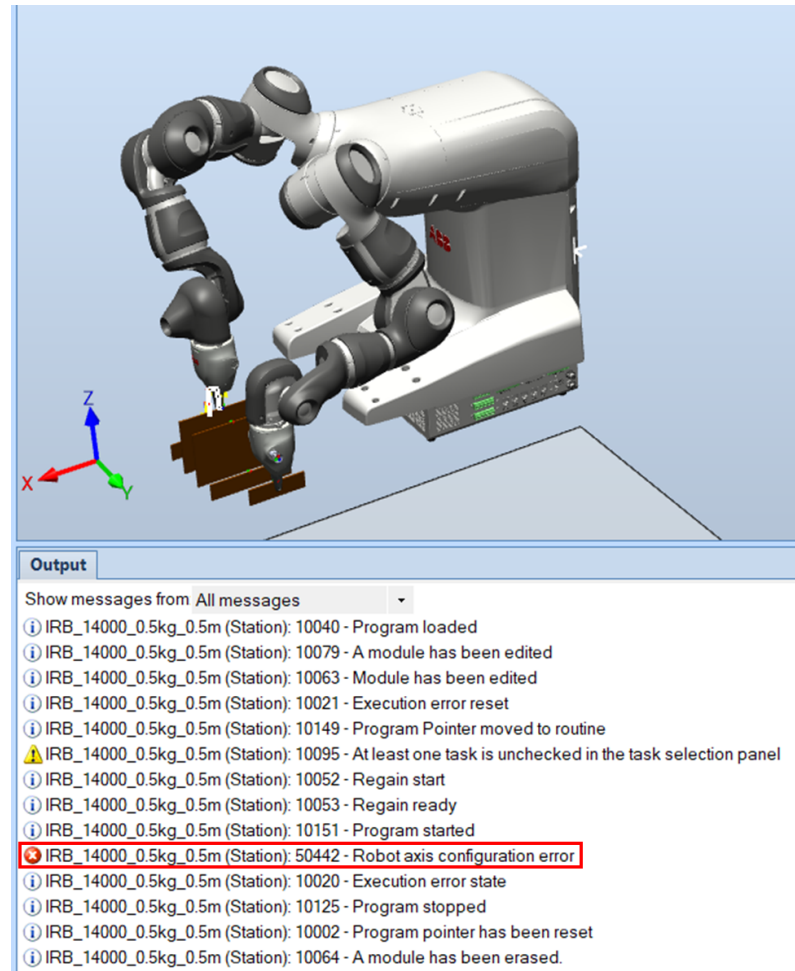 ABB
Z
X
Y
Output
Show messages from All messages
IRB_14000_0.5kg_0.5m (Station): 10040 - Program loaded
IRB_14000_0.5kg_0.5m (Station): 10079 - A module has been edited
IRB_14000_0.5kg_0.5m (Station): 10063 - Module has been edited
IRB_14000_0.5kg_0.5m (Station): 10021 - Execution error reset
IRB_14000_0.5kg_0.5m (Station): 10149 - Program Pointer moved to routine
IRB_14000_0.5kg_0.5m (Station): 10095 - At least one task is unchecked in the task selection panel
IRB_14000_0.5kg_0.5m (Station): 10052 - Regain start
IRB_14000_0.5kg_0.5m (Station): 10053 - Regain ready
IRB_14000_0.5kg_0.5m (Station): 10151 - Program started
IRB_14000_0.5kg_0.5m (Station): 50442 - Robot axis configuration error
IRB_14000_0.5kg_0.5m (Station): 10020 - Execution error state
IRB_14000_0.5kg_0.5m (Station): 10125 - Program stopped
IRB_14000_0.5kg_0.5m (Station): 10002 - Program pointer has been reset
IRB_14000_0.5kg_0.5m (Station): 10064 - A module has been erased.